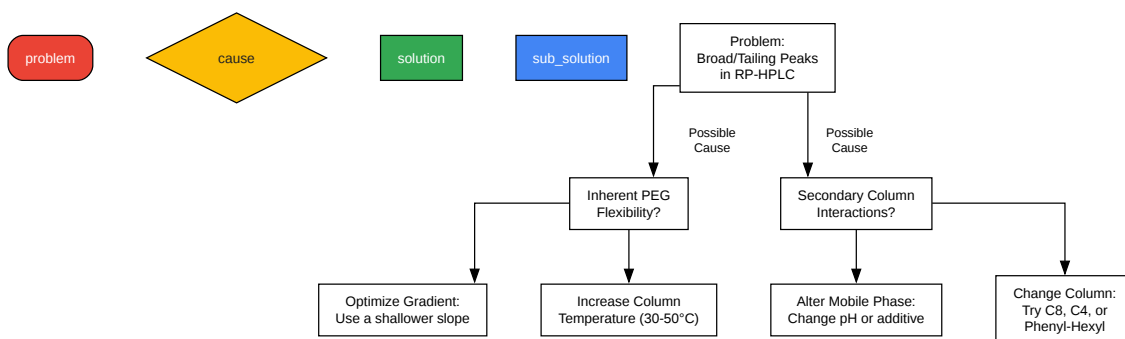 problem
cause
solution
sub_solution
Problem:
Broad/Tailing Peaks
in RP-HPLC
Possible
Cause
Possible
Cause
Inherent PEG
Flexibility?
Secondary Column
Interactions?
Optimize Gradient:
Use a shallower slope
Increase Column
Temperature (30-50°C)
Alter Mobile Phase:
Change pH or additive
Change Column:
Try C8, C4, or
Phenyl-Hexyl